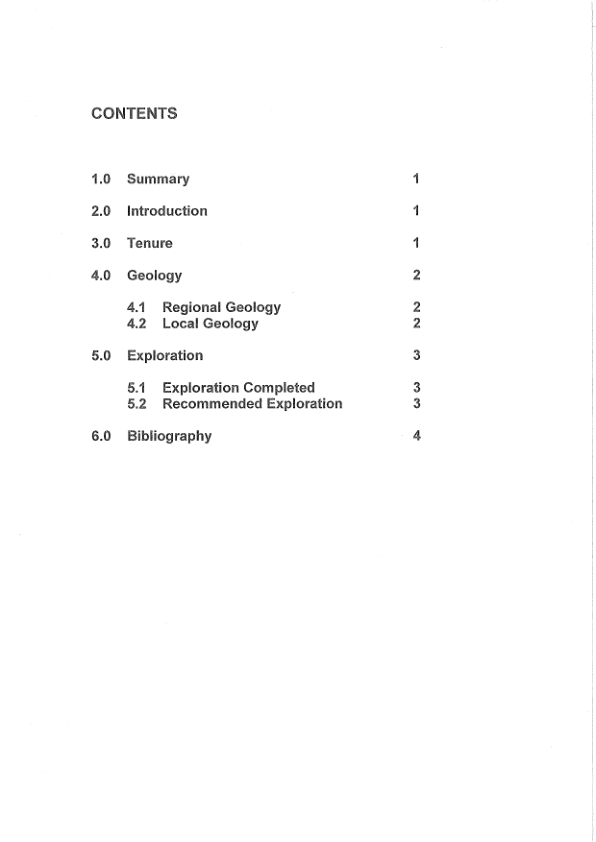 CONTENTS
1.0 Summary 1
2.0 Introduction 1
3.0 Tenure 1
4.0 Geology 2
4.1 Regional Geology 2
4.2 Local Geology 2
5.0 Exploration 3
5.1 Exploration Completed 3
5.2 Recommended Exploration 3
6.0 Bibliography 4